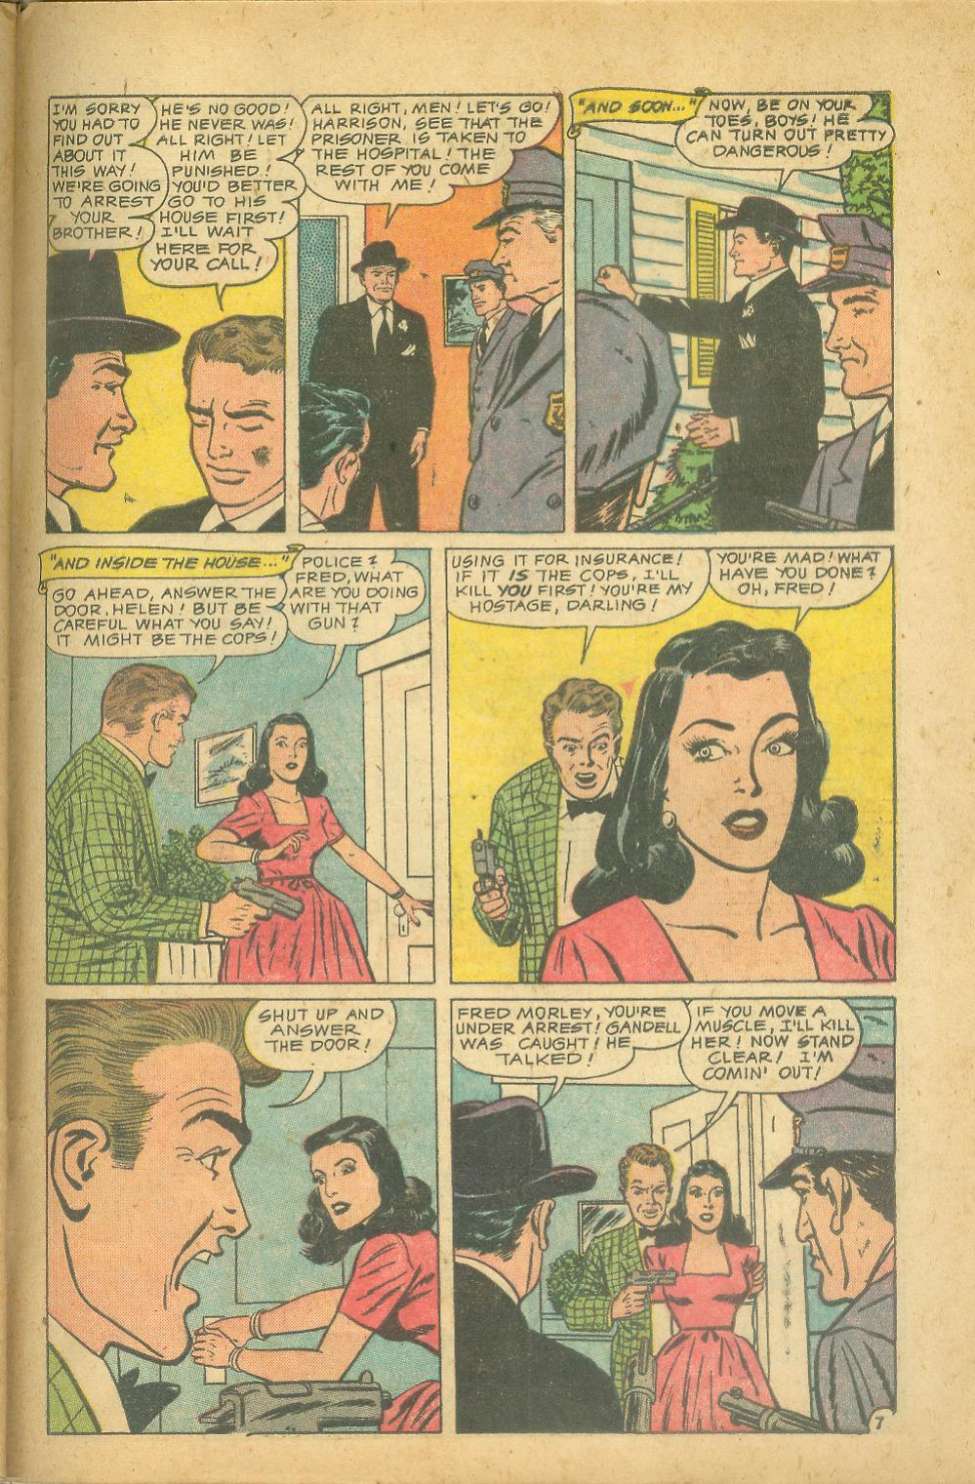 I'M SORRY
YOU HAD TO
FIND OUT
ABOUT IT
THIS WAY!
WE'RE GOING
TO ARREST
YOUR
BROTHER!
HE'S NO GOOD!
HE NEVER WAS!
ALL RIGHT! LET
HIM BE
PUNISHED!
YOU'D BETTER
GO TO HIS
HOUSE FIRST!
I'LL WAIT
HERE FOR
YOUR CALL!
ALL RIGHT, MEN! LET'S GO!
HARRISON, SEE THAT THE
PRISONER IS TAKEN TO
THE HOSPITAL! THE
REST OF YOU COME
WITH ME!
"AND SOON..."
NOW, BE ON YOUR
TOES, BOYS! HE
CAN TURN OUT PRETTY
DANGEROUS!
"AND INSIDE THE HOUSE..."
GO AHEAD, ANSWER THE
DOOR, HELEN! BUT BE
CAREFUL WHAT YOU SAY!
IT MIGHT BE THE COPS!
POLICE?
FRED, WHAT
ARE YOU DOING
WITH THAT
GUN?
USING IT FOR INSURANCE!
IF IT IS THE COPS, I'LL
KILL YOU FIRST! YOU'RE MY
HOSTAGE, DARLING!
YOU'RE MAD! WHAT
HAVE YOU DONE?
OH, FRED!
SHUT UP AND
ANSWER
THE DOOR!
FRED MORLEY, YOU'RE
UNDER ARREST! GANDELL
WAS CAUGHT! HE
TALKED!
IF YOU MOVE A
MUSCLE, I'LL KILL
HER! NOW STAND
CLEAR! I'M
COMIN' OUT!
7